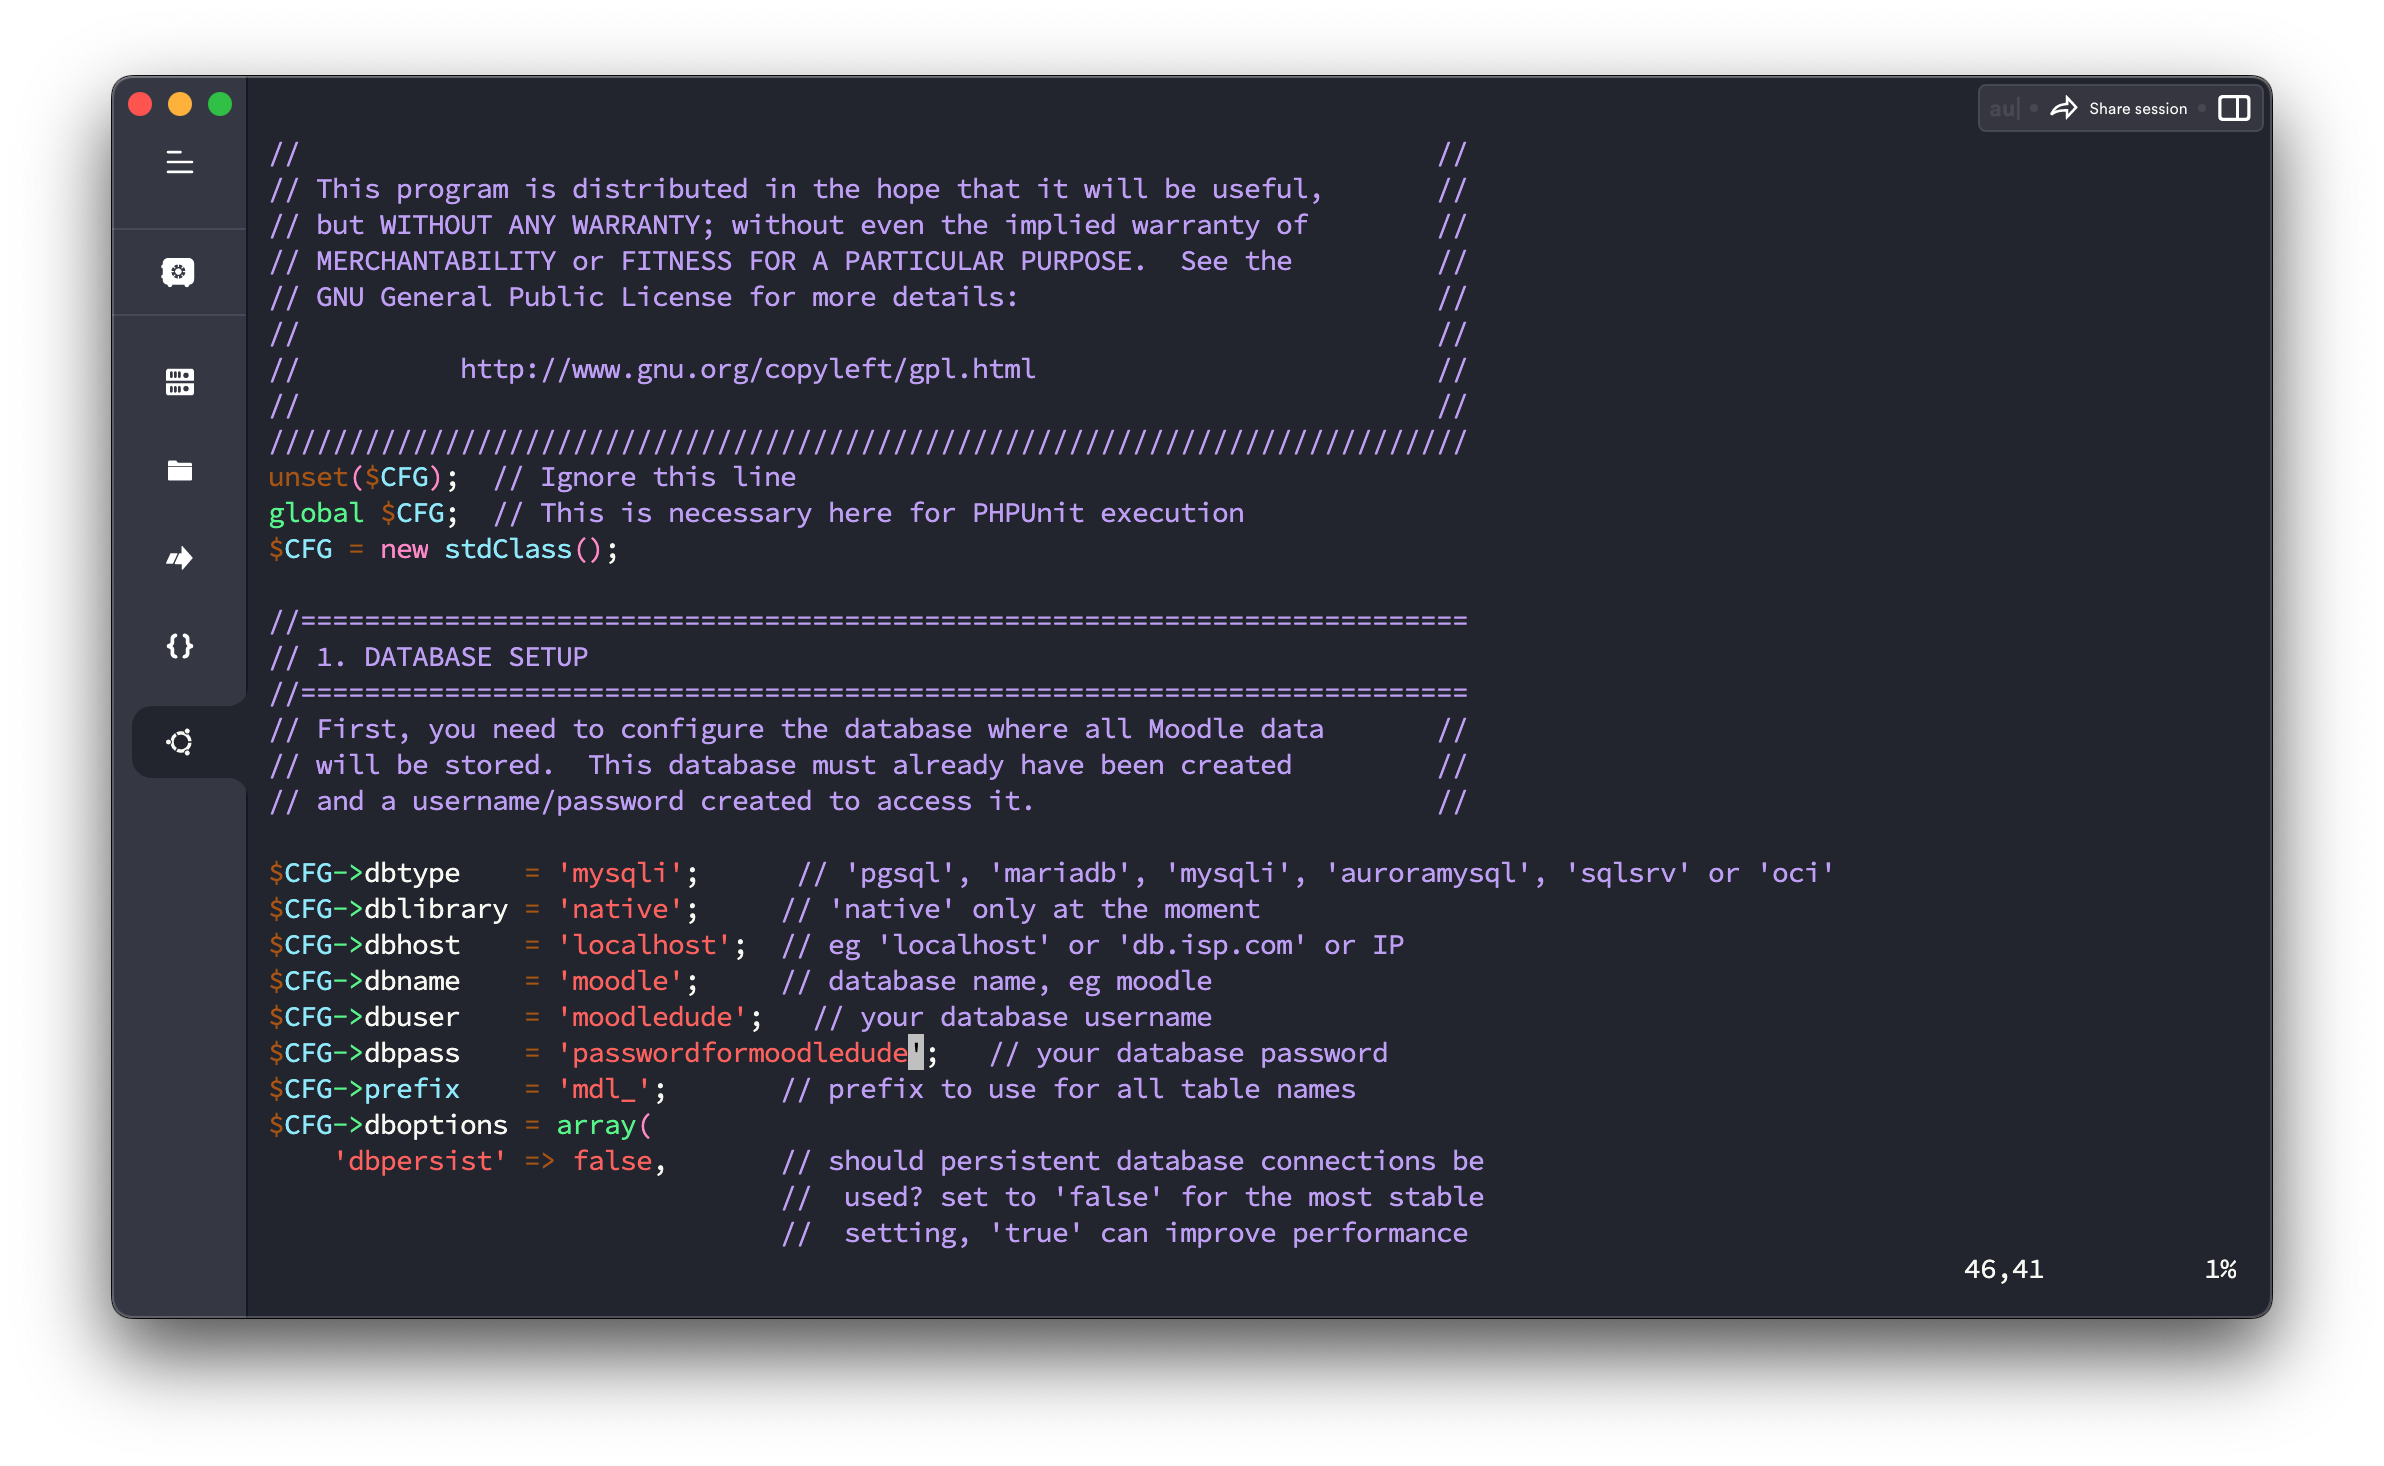 au| • Share session •
//                                                                       //
// This program is distributed in the hope that it will be useful,       //
// but WITHOUT ANY WARRANTY; without even the implied warranty of        //
// MERCHANTABILITY or FITNESS FOR A PARTICULAR PURPOSE.  See the         //
// GNU General Public License for more details:                          //
//                                                                       //
//          http://www.gnu.org/copyleft/gpl.html                         //
//                                                                       //
///////////////////////////////////////////////////////////////////////////
unset($CFG);  // Ignore this line
global $CFG;  // This is necessary here for PHPUnit execution
$CFG = new stdClass();
//=========================================================================
// 1. DATABASE SETUP
//=========================================================================
// First, you need to configure the database where all Moodle data       //
// will be stored.  This database must already have been created         //
// and a username/password created to access it.                         //
$CFG->dbtype    = 'mysqli';      // 'pgsql', 'mariadb', 'mysqli', 'auroramysql', 'sqlsrv' or 'oci'
$CFG->dblibrary = 'native';     // 'native' only at the moment
$CFG->dbhost    = 'localhost';  // eg 'localhost' or 'db.isp.com' or IP
$CFG->dbname    = 'moodle';     // database name, eg moodle
$CFG->dbuser    = 'moodledude';   // your database username
$CFG->dbpass    = 'passwordformoodledude';   // your database password
$CFG->prefix    = 'mdl_';       // prefix to use for all table names
$CFG->dboptions = array(
    'dbpersist' => false,       // should persistent database connections be
                                //  used? set to 'false' for the most stable
                                //  setting, 'true' can improve performance
46,41          1%